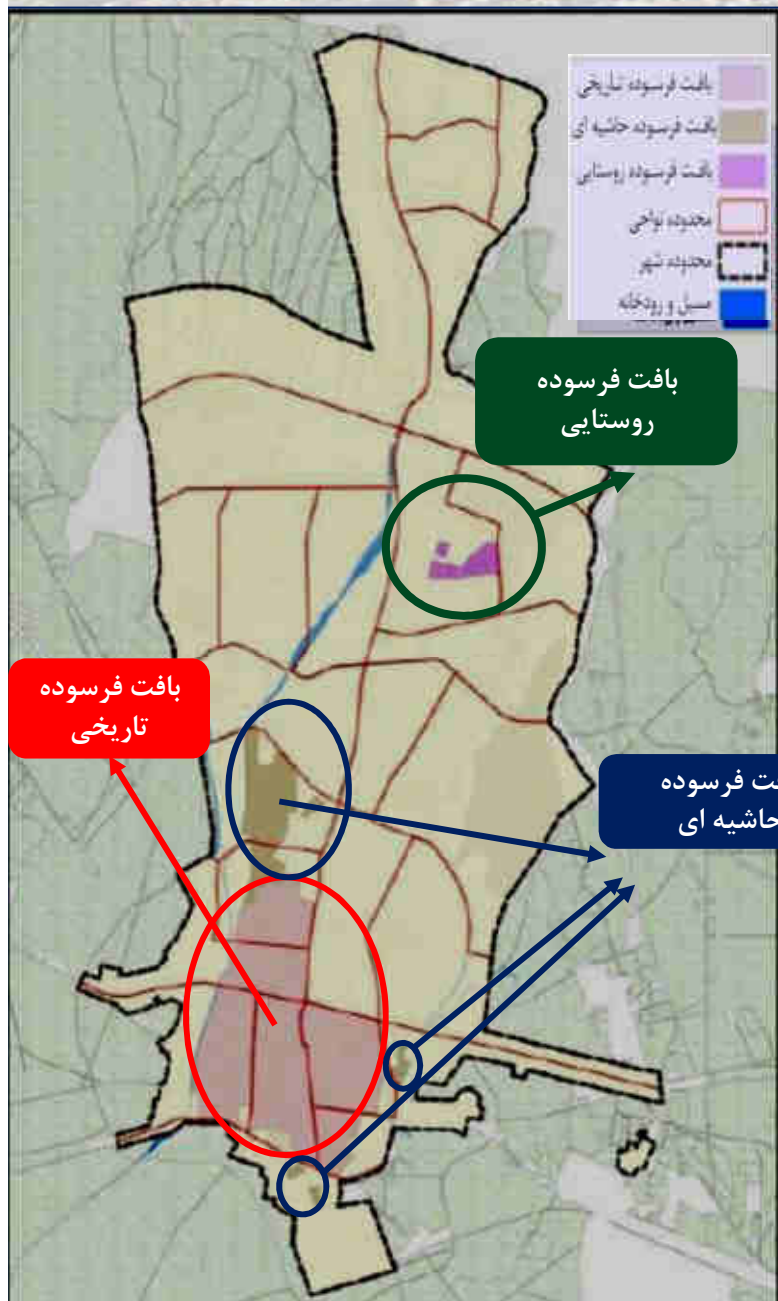 بافت فرسوده تاریخی
بافت فرسوده حاشیه ای
بافت فرسوده روستایی
محدوده نواحی
محدوده شهر
مسیل و رودخانه
بافت فرسوده
روستایی
بافت فرسوده
تاریخی
فرسوده
حاشیه ای